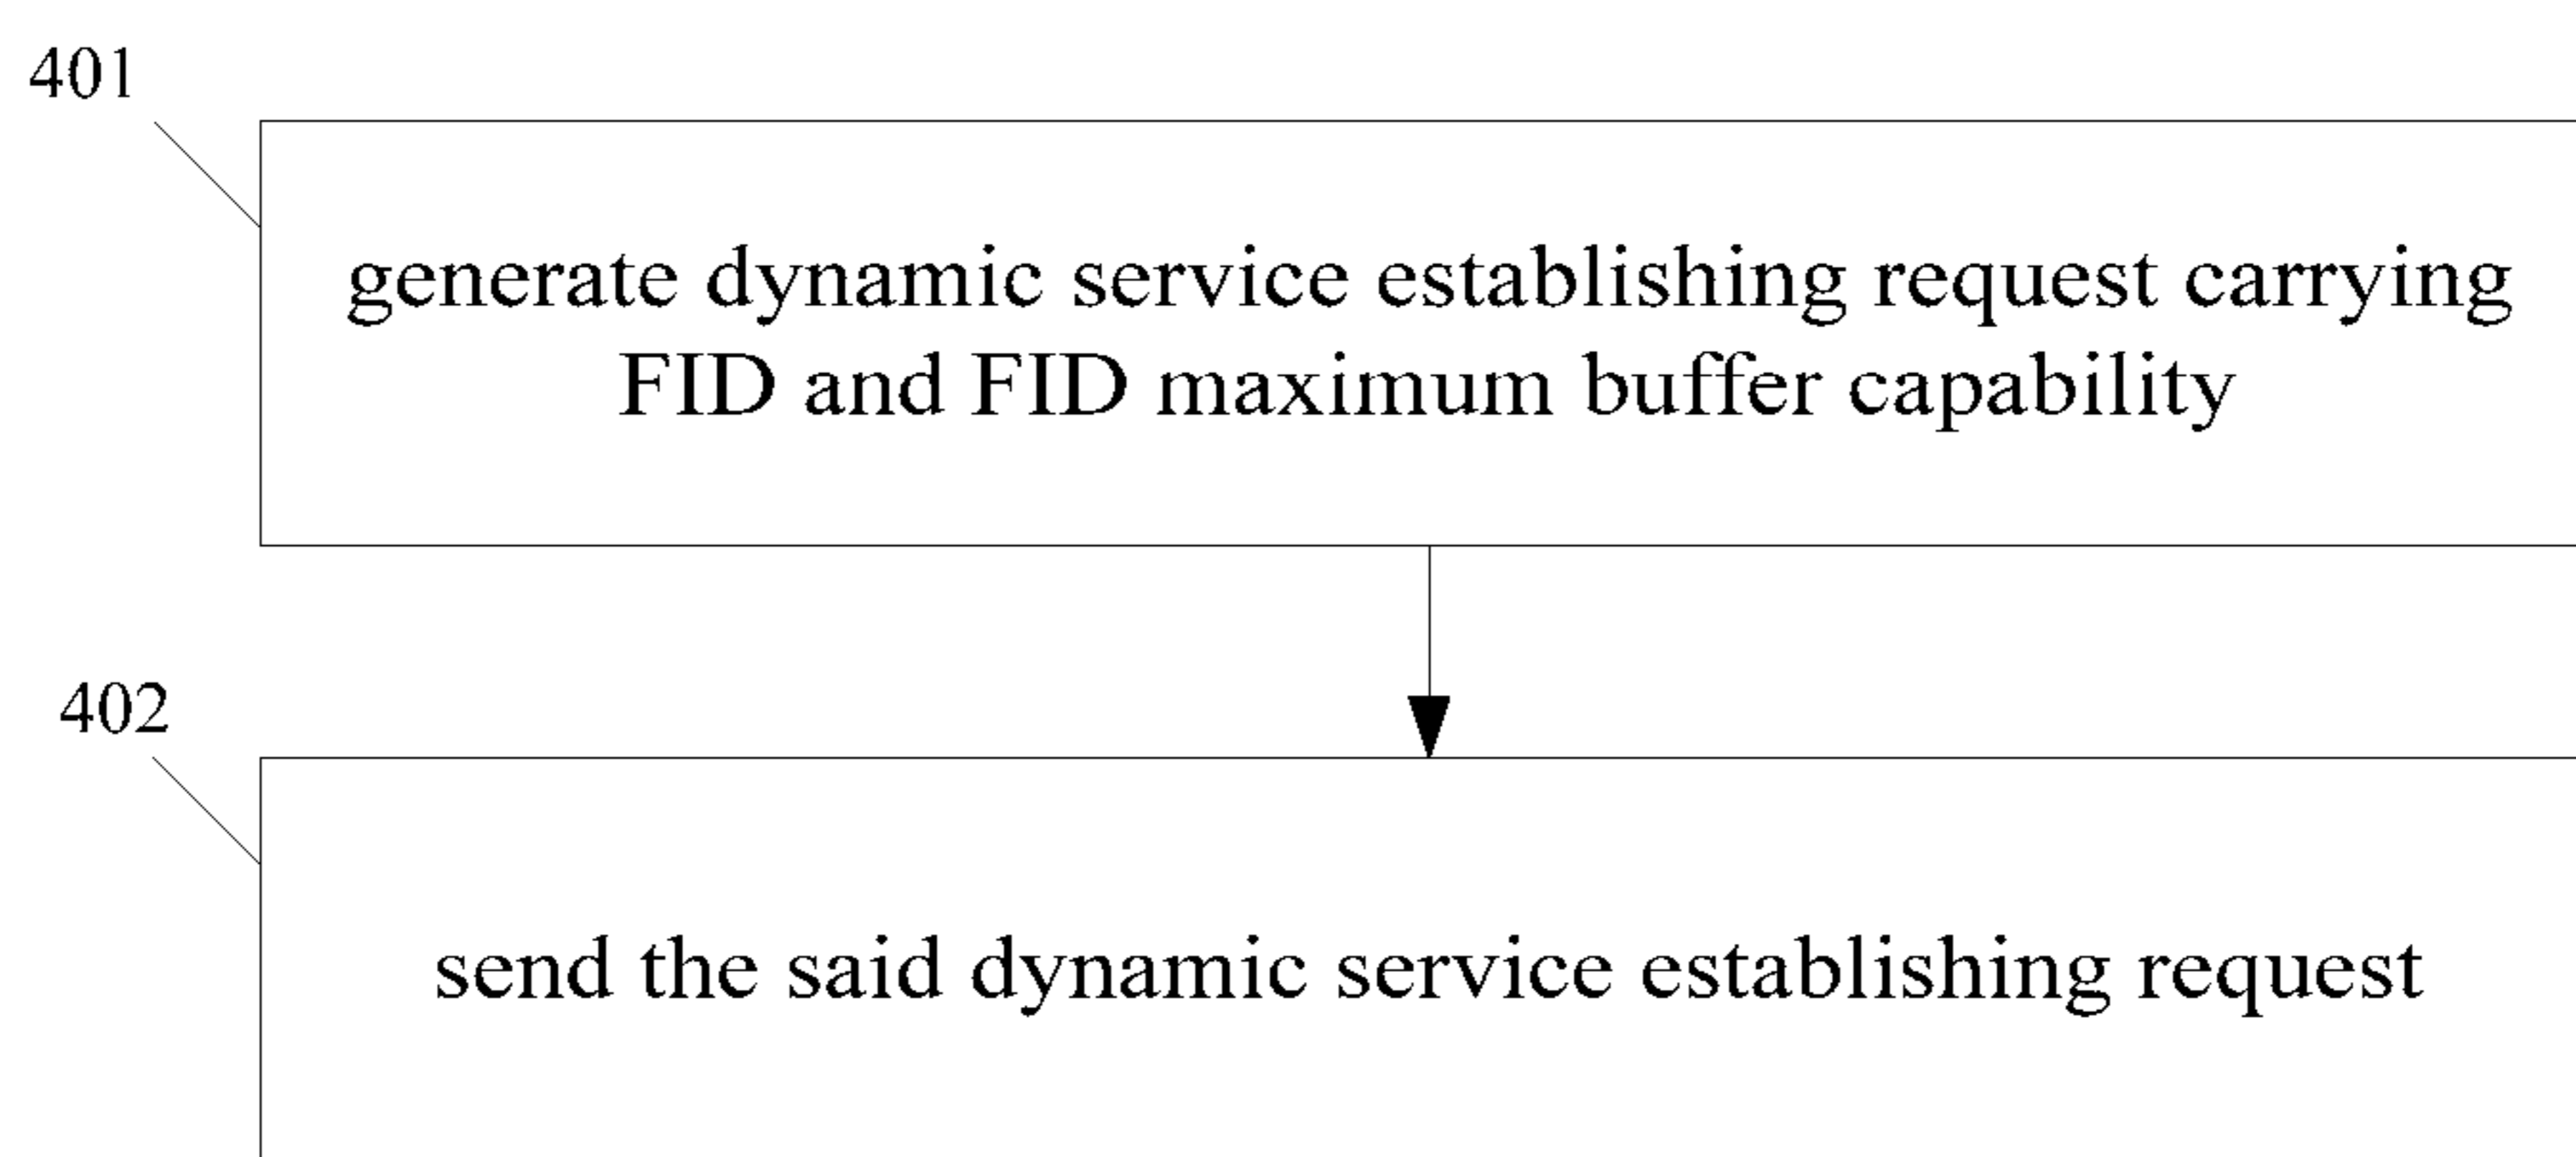 401
generate dynamic service establishing request carrying
FID and FID maximum buffer capability
402
send the said dynamic service establishing request